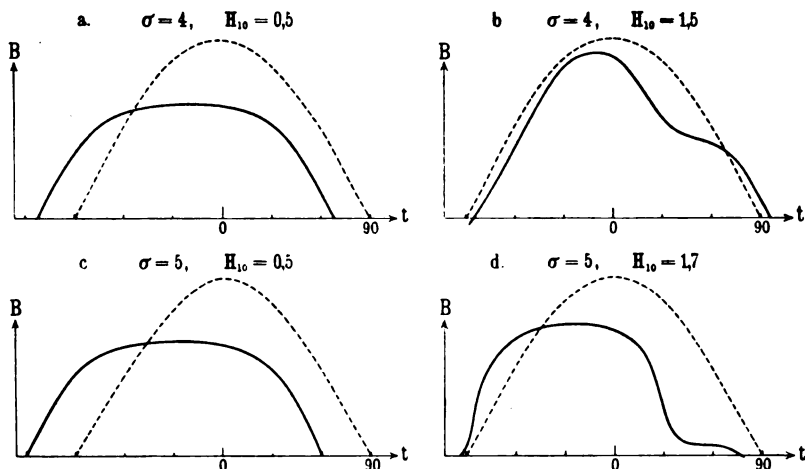 a. σ = 4, H₁₀ = 0,5
B
0
90
t
b σ = 4, H₁₀ = 1,5
B
0
90
t
c σ = 5, H₁₀ = 0,5
B
0
90
t
d. σ = 5, H₁₀ = 1,7
B
0
90
t